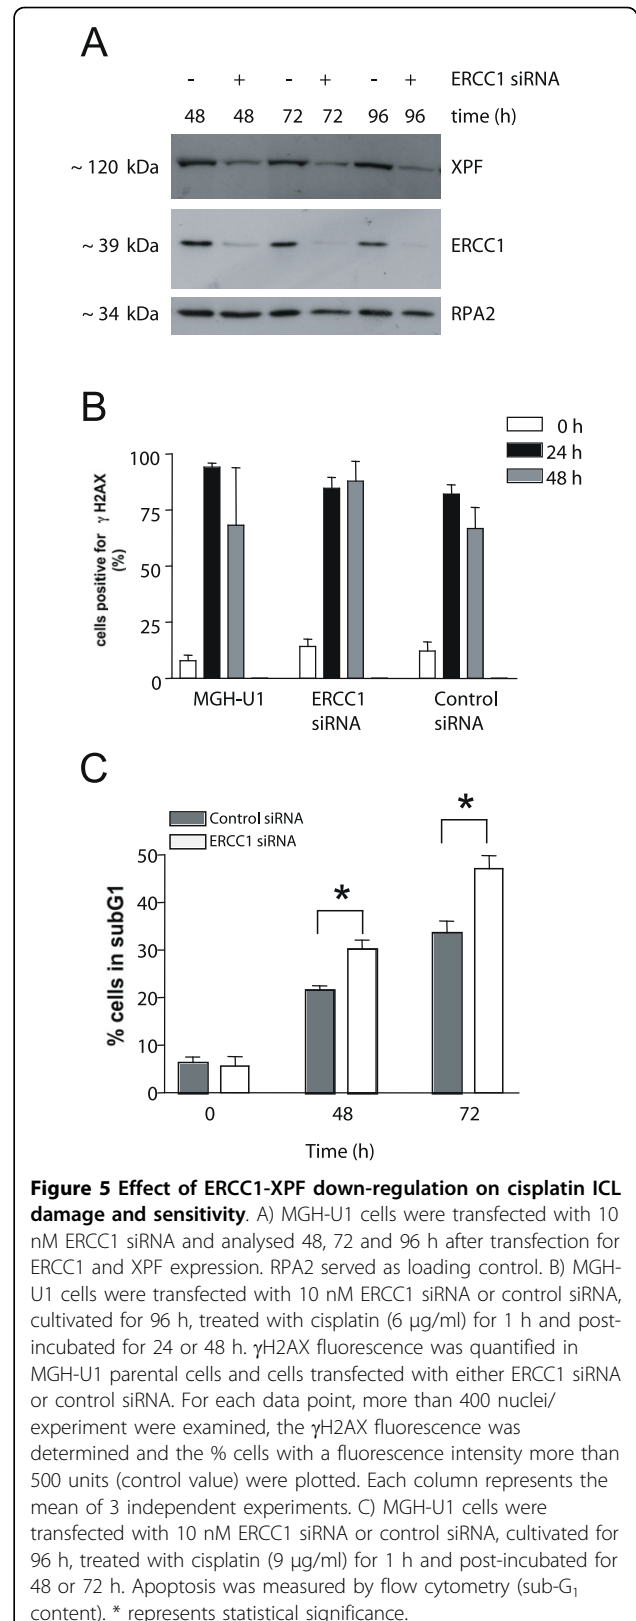 A
- + - + - + ERCC1 siRNA
48 48 72 72 96 96 time (h)
~ 120 kDa XPF
~ 39 kDa ERCC1
~ 34 kDa RPA2
B
0 h
24 h
48 h
cells positive for γ H2AX
(%)
100
75
50
25
0
MGH-U1 ERCC1 Control
siRNA siRNA
C
Control siRNA
ERCC1 siRNA
* *
% cells in subG1
50
40
30
20
10
0
0 48 72
Time (h)
Figure 5 Effect of ERCC1-XPF down-regulation on cisplatin ICL
damage and sensitivity. A) MGH-U1 cells were transfected with 10
nM ERCC1 siRNA and analysed 48, 72 and 96 h after transfection for
ERCC1 and XPF expression. RPA2 served as loading control. B) MGH-
U1 cells were transfected with 10 nM ERCC1 siRNA or control siRNA,
cultivated for 96 h, treated with cisplatin (6 μg/ml) for 1 h and post-
incubated for 24 or 48 h. γH2AX fluorescence was quantified in
MGH-U1 parental cells and cells transfected with either ERCC1 siRNA
or control siRNA. For each data point, more than 400 nuclei/
experiment were examined, the γH2AX fluorescence was
determined and the % cells with a fluorescence intensity more than
500 units (control value) were plotted. Each column represents the
mean of 3 independent experiments. C) MGH-U1 cells were
transfected with 10 nM ERCC1 siRNA or control siRNA, cultivated for
96 h, treated with cisplatin (9 μg/ml) for 1 h and post-incubated for
48 or 72 h. Apoptosis was measured by flow cytometry (sub-G₁
content). * represents statistical significance.